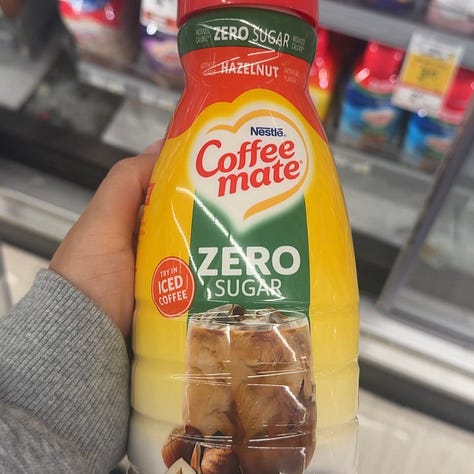 ZERO SUGAR
HAZELNUT
Nestlé
Coffee
mate
ZERO
SUGAR
TRY IN
ICED
COFFEE